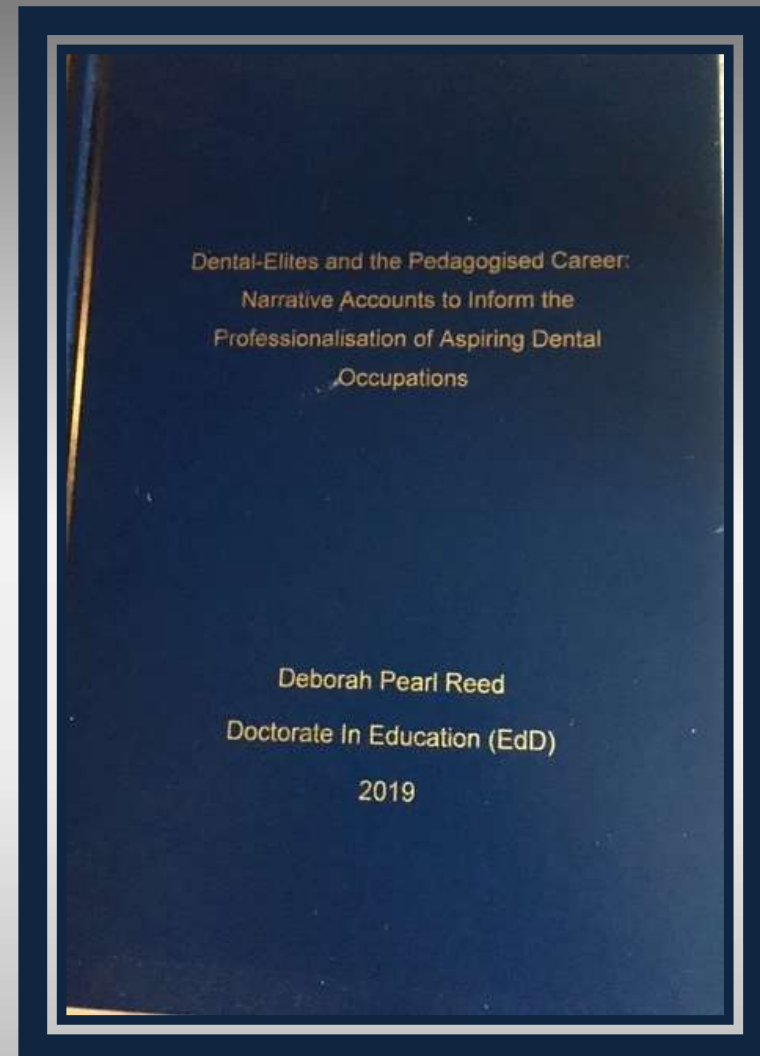 Dental-Elites and the Pedagogised Career:
Narrative Accounts to Inform the
Professionalisation of Aspiring Dental
Occupations
Deborah Pearl Reed
Doctorate In Education (EdD)
2019